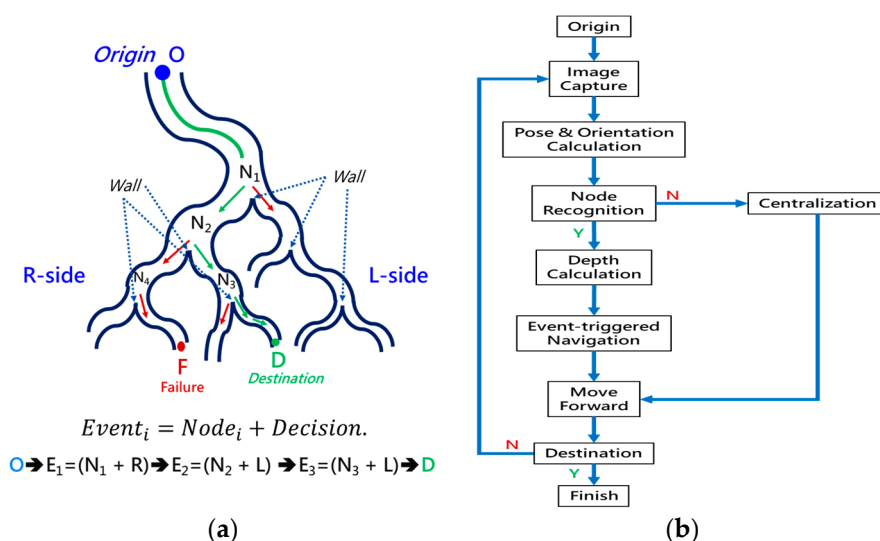 Origin O
N1
Wall
Wall
N2
R-side
L-side
N4
N3
F
Failure
D
Destination
Eventi = Nodei + Decision.
O➔E1=(N1 + R)➔E2=(N2 + L) ➔E3=(N3 + L)➔D
(a)
Origin
Image
Capture
Pose & Orientation
Calculation
Node
Recognition
N
Centralization
Y
Depth
Calculation
Event-triggered
Navigation
Move
Forward
N
Destination
Y
Finish
(b)